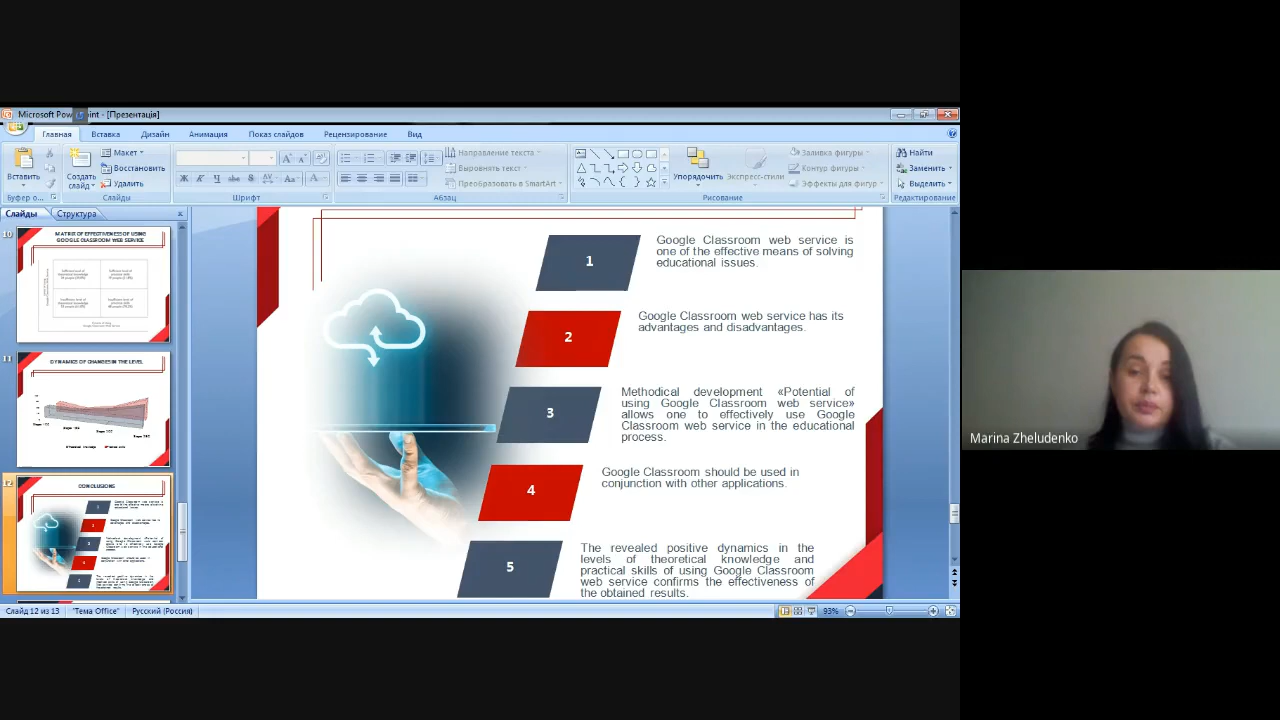 Microsoft Pow int - [Презентація]
Главная Вставка Дизайн Анимация Показ слайдов Рецензирование Вид
Вставить
Буфер о...
Создать слайд
Макет
Восстановить
Удалить
Слайды
Шрифт
Направление текста
Выровнять текст
Преобразовать в SmartArt
Абзац
Упорядочить
Экспресс-стили
Заливка фигуры
Контур фигуры
Эффекты для фигур
Рисование
Найти
Заменить
Выделить
Редактирование
Слайды Структура
10
MATRIX OF EFFECTIVENESS OF USING
GOOGLE CLASSROOM WEB SERVICE
11
DYNAMICS OF CHANGES IN THE LEVEL
12
CONCLUSIONS
1
Google Classroom web service is
one of the effective means of solving
educational issues.
2
Google Classroom web service has its
advantages and disadvantages.
3
Methodical development «Potential of
using Google Classroom web service»
allows one to effectively use Google
Classroom web service in the educational
process.
4
Google Classroom should be used in
conjunction with other applications.
5
The revealed positive dynamics in the
levels of theoretical knowledge and
practical skills of using Google Classroom
web service confirms the effectiveness of
the obtained results.
Marina Zheludenko
Слайд 12 из 13 "Тема Office" Русский (Россия) 93%